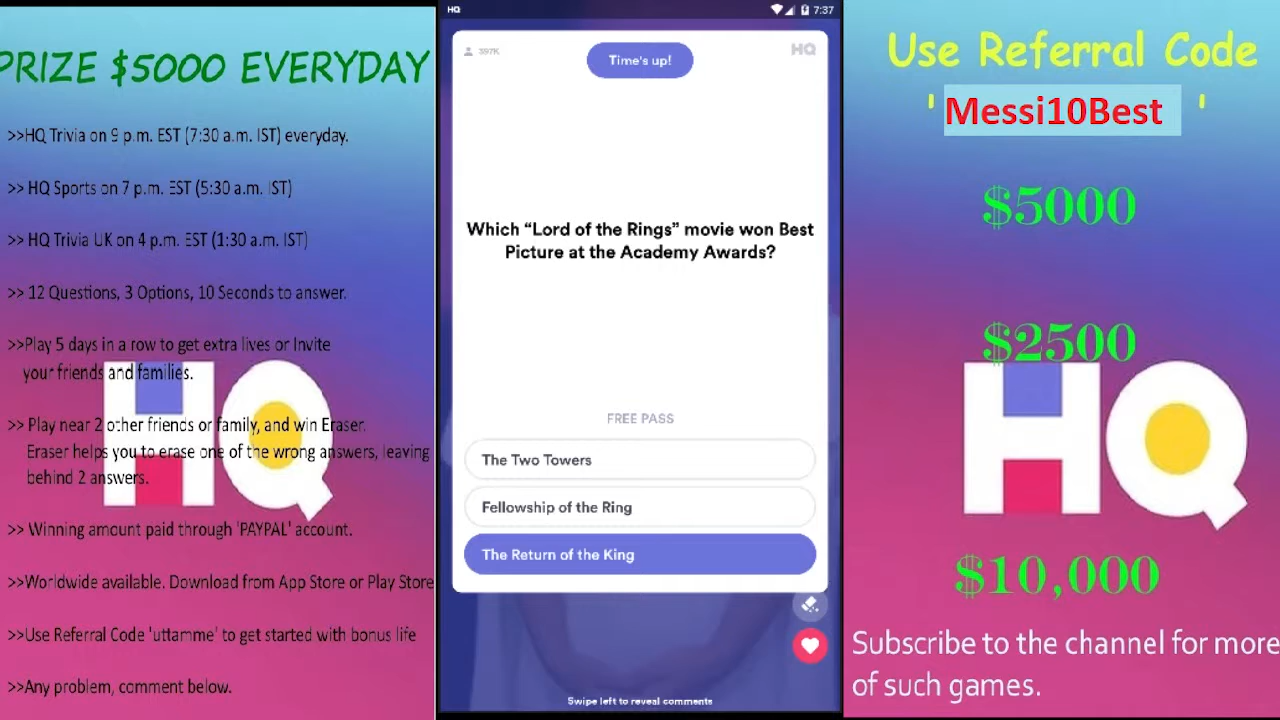 PRIZE $5000 EVERYDAY
>>HQ Trivia on 9 p.m. EST (7:30 a.m. IST) everyday.
>> HQ Sports on 7 p.m. EST (5:30 a.m. IST)
>> HQ Trivia UK on 4 p.m. EST (1:30 a.m. IST)
>> 12 Questions, 3 Options, 10 Seconds to answer.
>>Play 5 days in a row to get extra lives or Invite
your friends and families.
>> Play near 2 other friends or family, and win Eraser.
Eraser helps you to erase one of the wrong answers, leaving
behind 2 answers.
>> Winning amount paid through 'PAYPAL' account.
>>Worldwide available. Download from App Store or Play Store
>>Use Referral Code 'uttamme' to get started with bonus life
>>Any problem, comment below.
HQ
HQ
7:37
397K
Time's up!
HQ
Which “Lord of the Rings” movie won Best
Picture at the Academy Awards?
FREE PASS
The Two Towers
Fellowship of the Ring
The Return of the King
Swipe left to reveal comments
Use Referral Code
' Messi10Best '
$5000
$2500
HQ
$10,000
Subscribe to the channel for more
of such games.